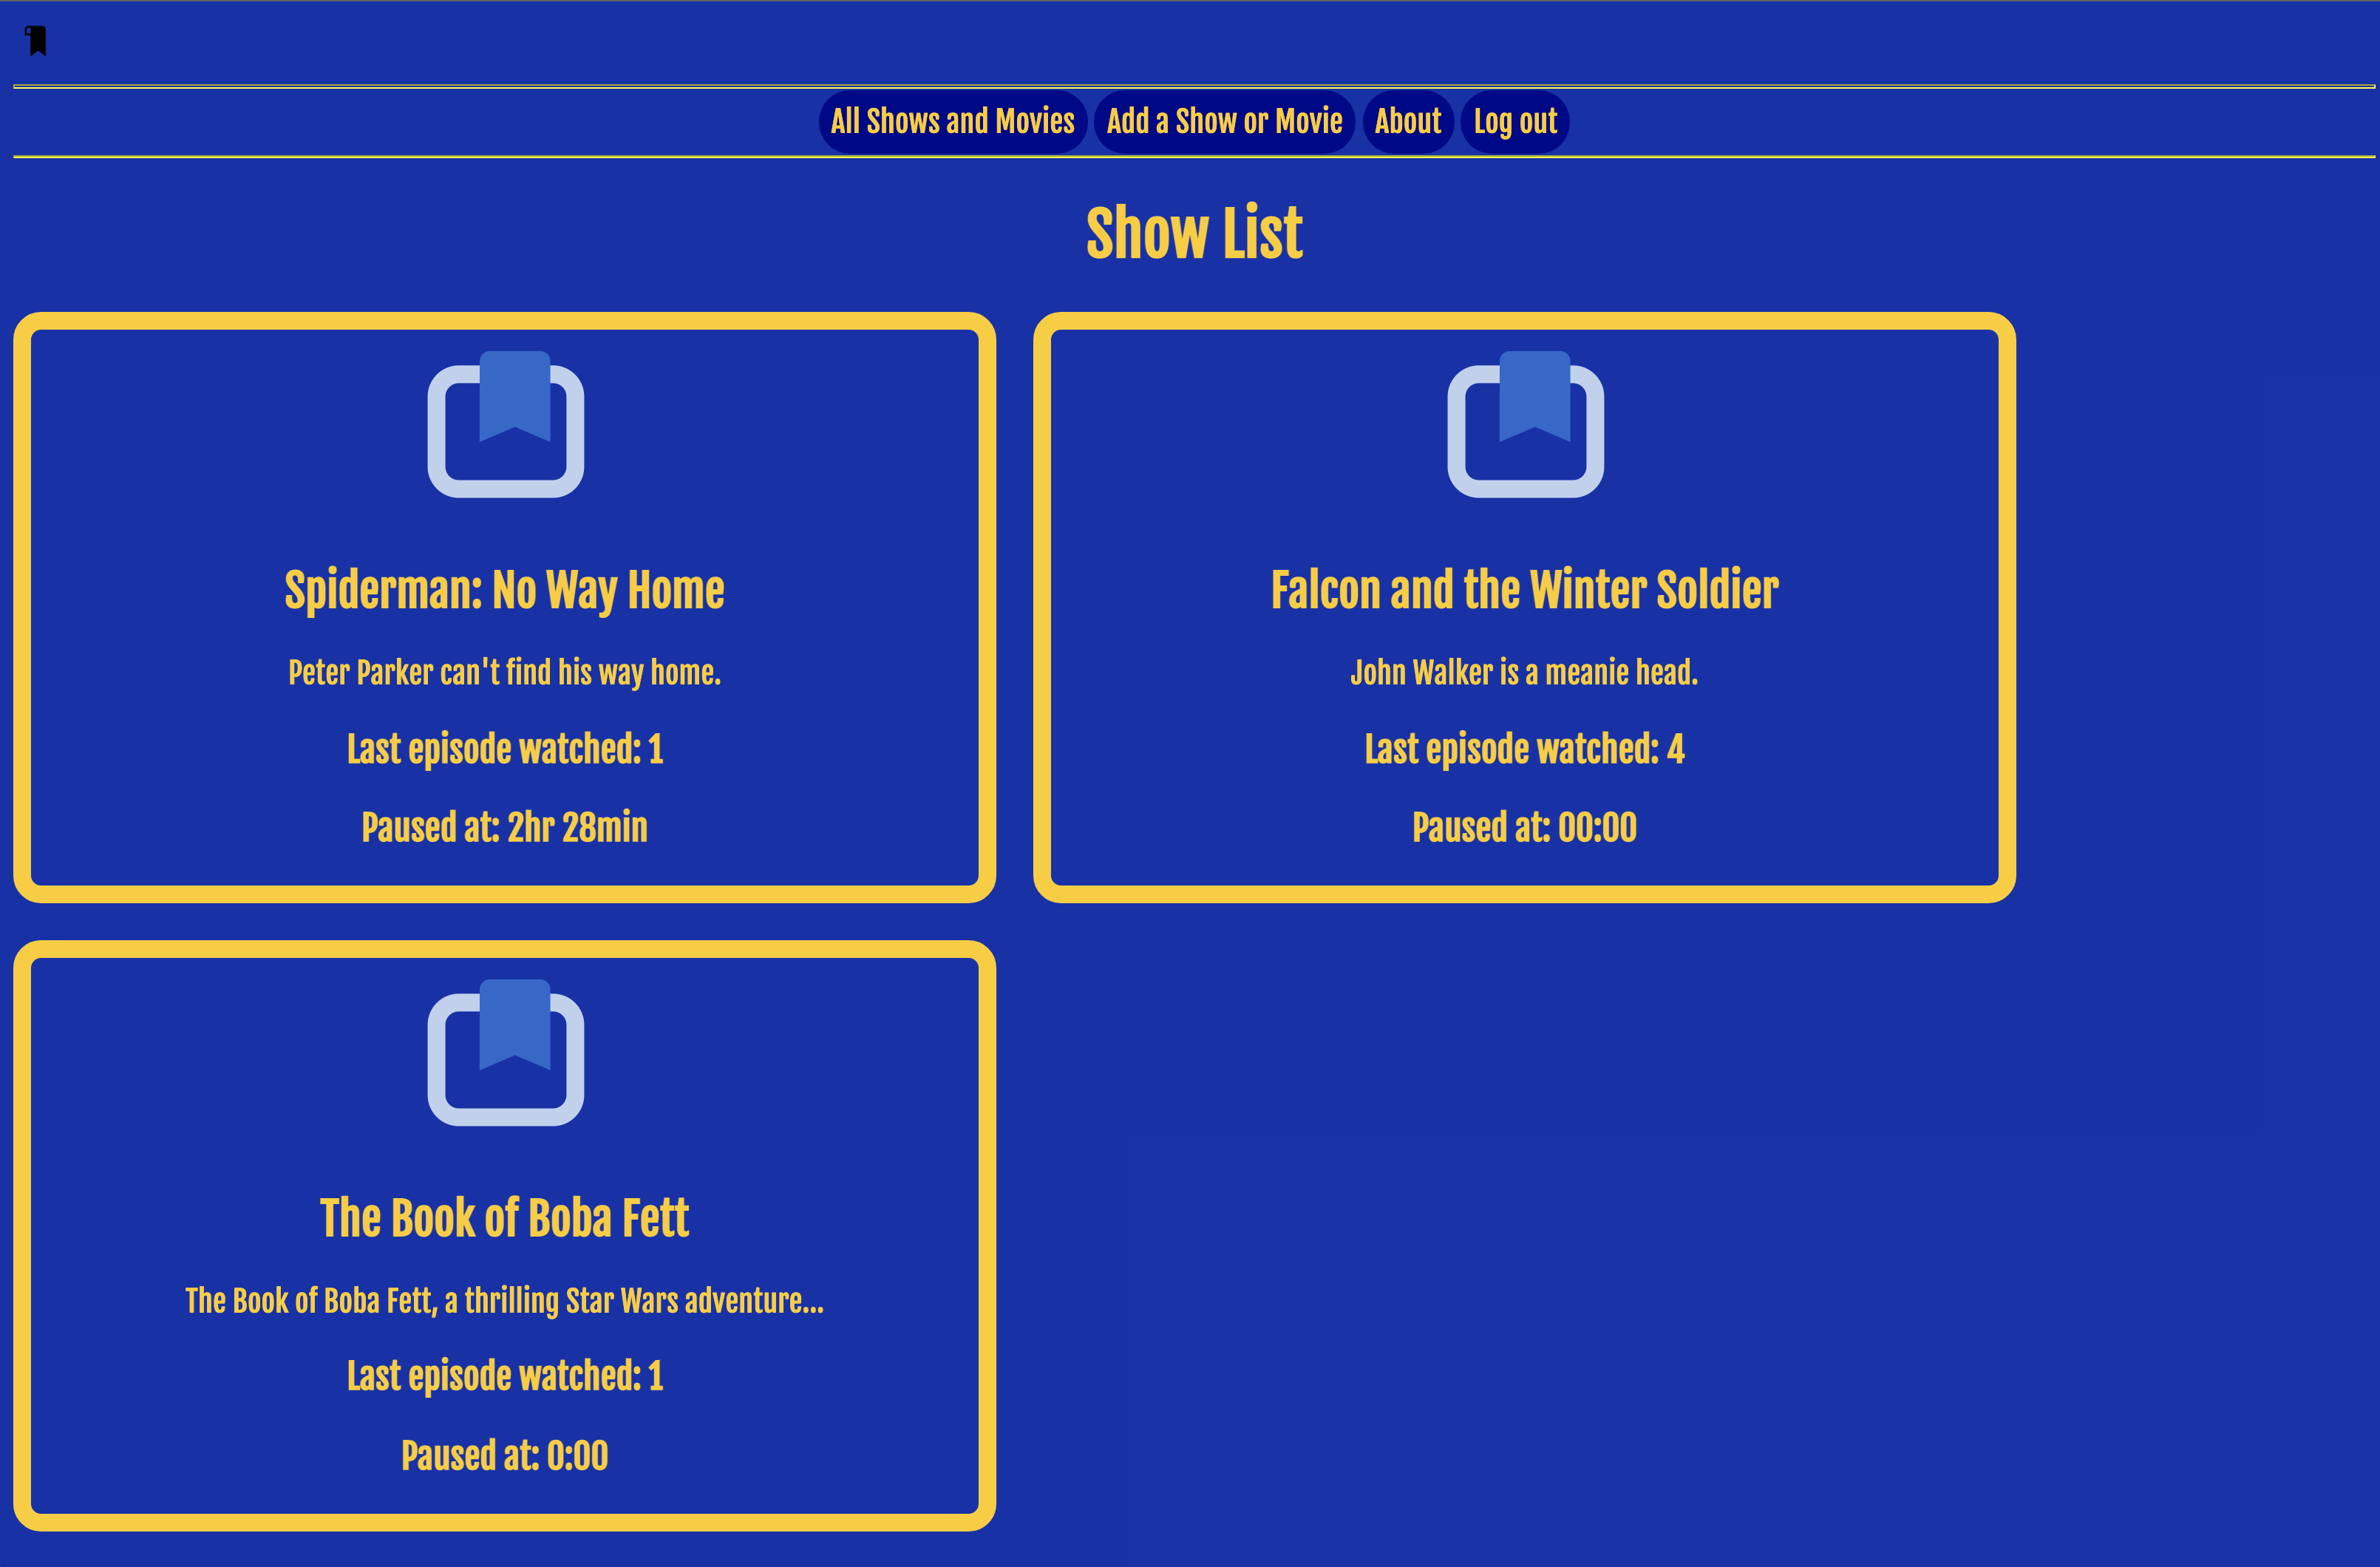 All Shows and Movies Add a Show or Movie About Log out
Show List
Spiderman: No Way Home
Peter Parker can't find his way home.
Last episode watched: 1
Paused at: 2hr 28min
Falcon and the Winter Soldier
John Walker is a meanie head.
Last episode watched: 4
Paused at: 00:00
The Book of Boba Fett
The Book of Boba Fett, a thrilling Star Wars adventure...
Last episode watched: 1
Paused at: 0:00